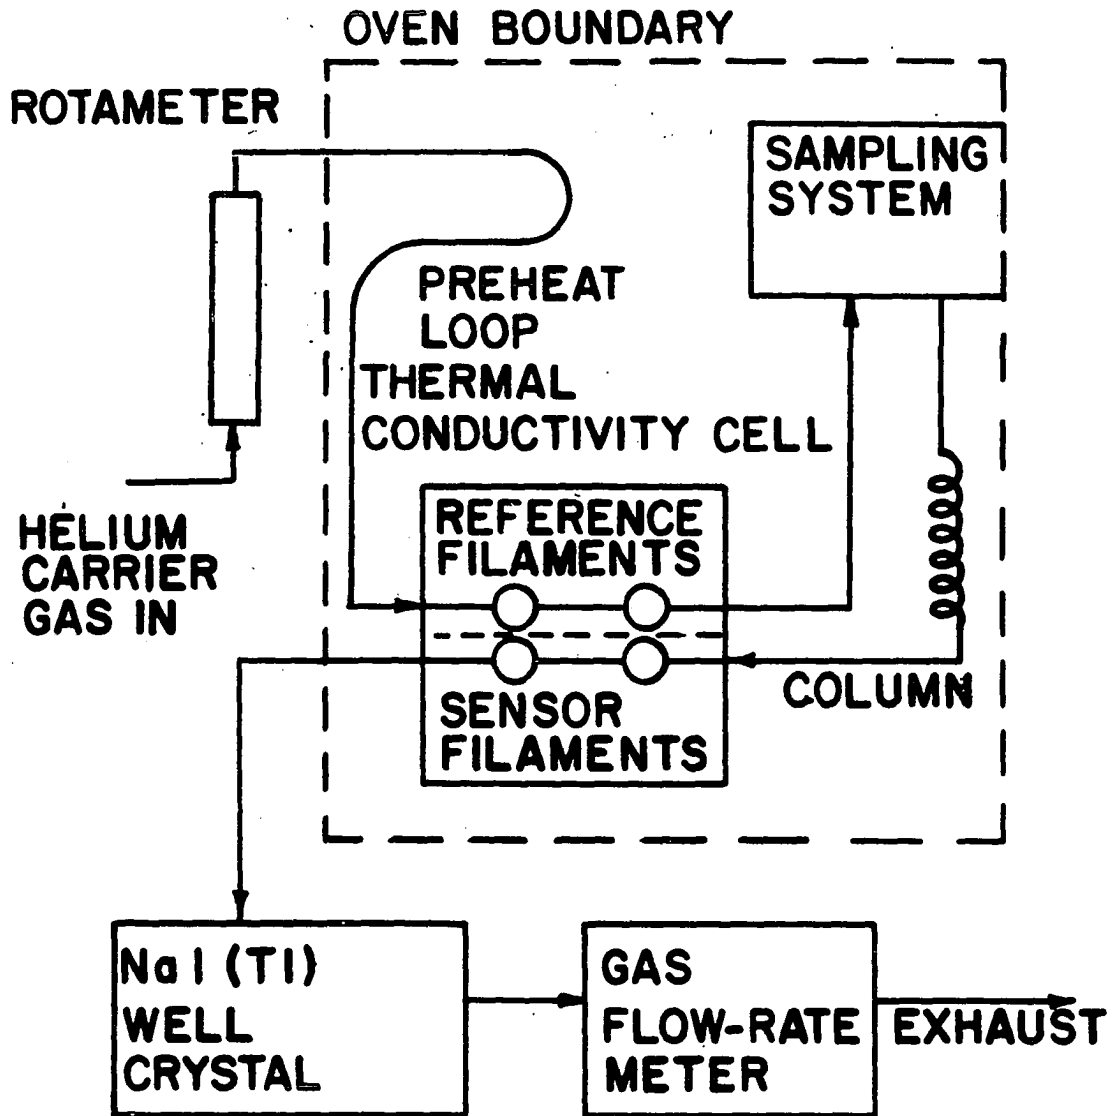 OVEN BOUNDARY
ROTAMETER
SAMPLING
SYSTEM
PREHEAT
LOOP
THERMAL
CONDUCTIVITY CELL
HELIUM
CARRIER
GAS IN
REFERENCE
FILAMENTS
SENSOR
FILAMENTS
COLUMN
NaI (Tl)
WELL
CRYSTAL
GAS
FLOW-RATE
METER
EXHAUST